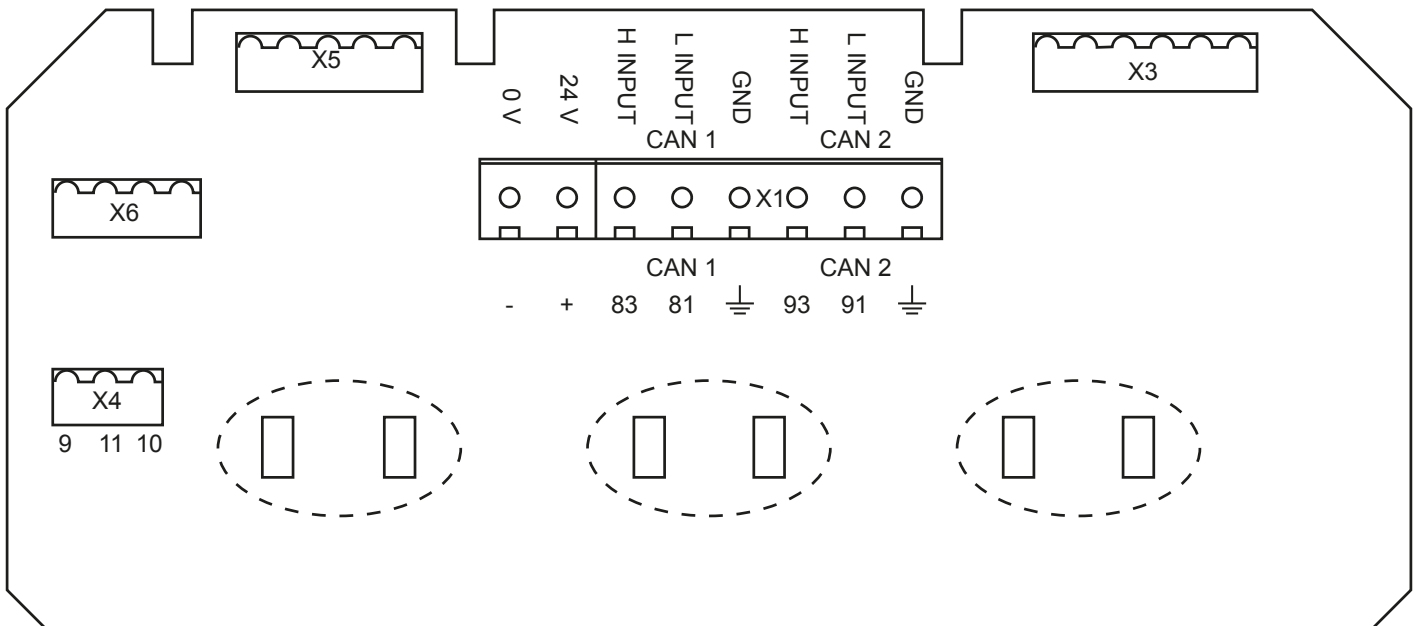 X5
X3
0 V
24 V
H INPUT
L INPUT
GND
H INPUT
L INPUT
GND
CAN 1 CAN 2
X6
X1
CAN 1 CAN 2
- + 83 81 93 91
X4
9 11 10